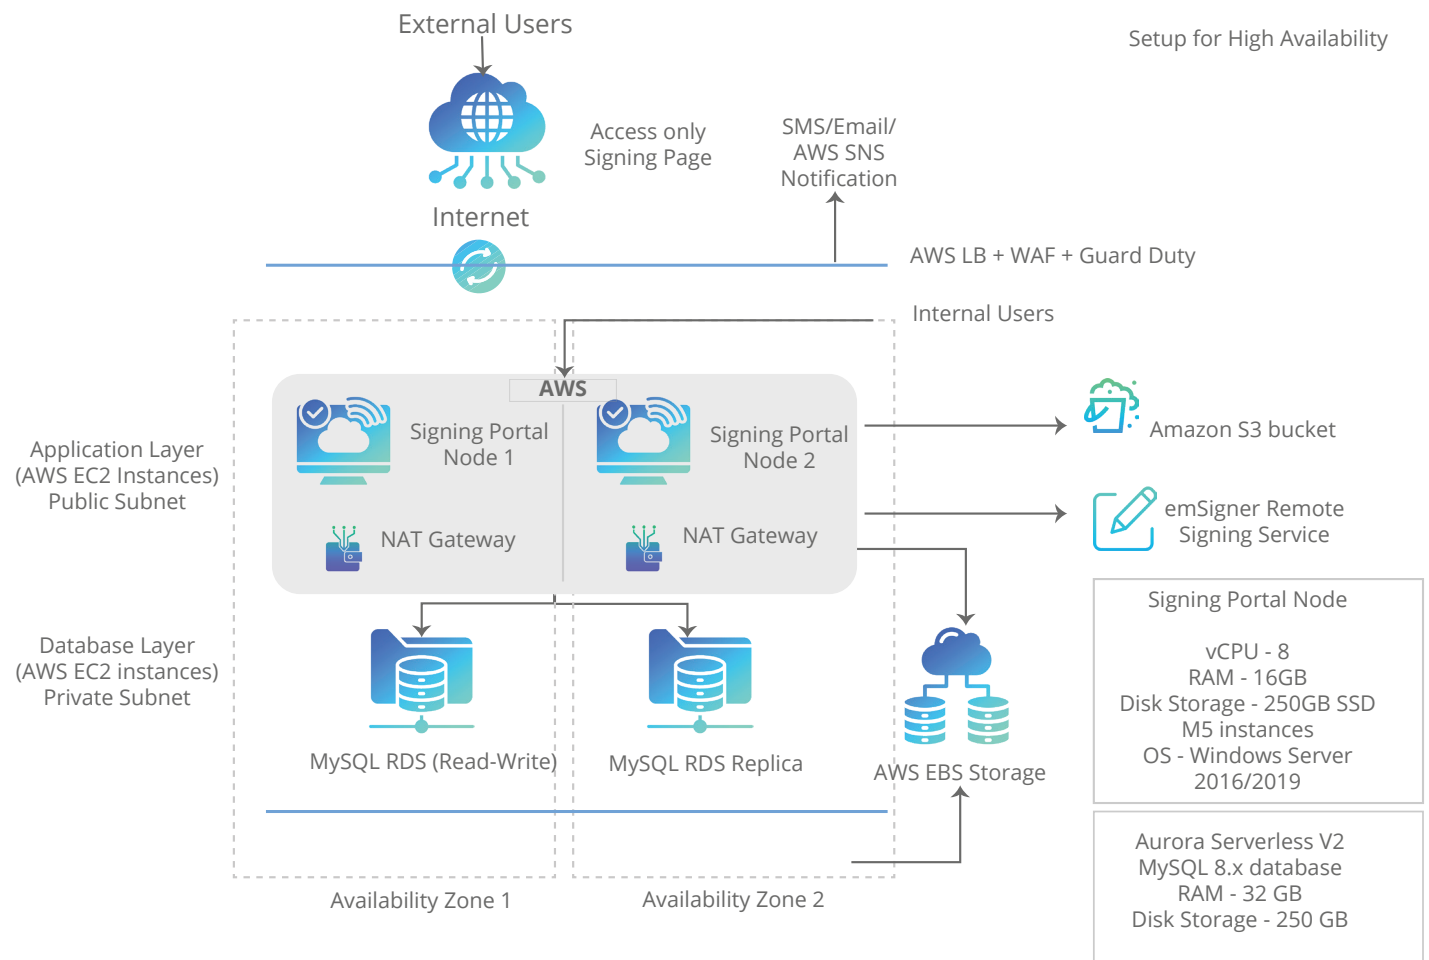 External Users
Setup for High Availability
Access only
Signing Page
SMS/Email/
AWS SNS
Notification
Internet
AWS LB + WAF + Guard Duty
Internal Users
AWS
Application Layer
(AWS EC2 Instances)
Public Subnet
Signing Portal
Node 1
Signing Portal
Node 2
NAT Gateway
NAT Gateway
Amazon S3 bucket
emSigner Remote
Signing Service
Database Layer
(AWS EC2 instances)
Private Subnet
MySQL RDS (Read-Write)
MySQL RDS Replica
AWS EBS Storage
Signing Portal Node
vCPU - 8
RAM - 16GB
Disk Storage - 250GB SSD
M5 instances
OS - Windows Server
2016/2019
Aurora Serverless V2
MySQL 8.x database
RAM - 32 GB
Disk Storage - 250 GB
Availability Zone 1
Availability Zone 2